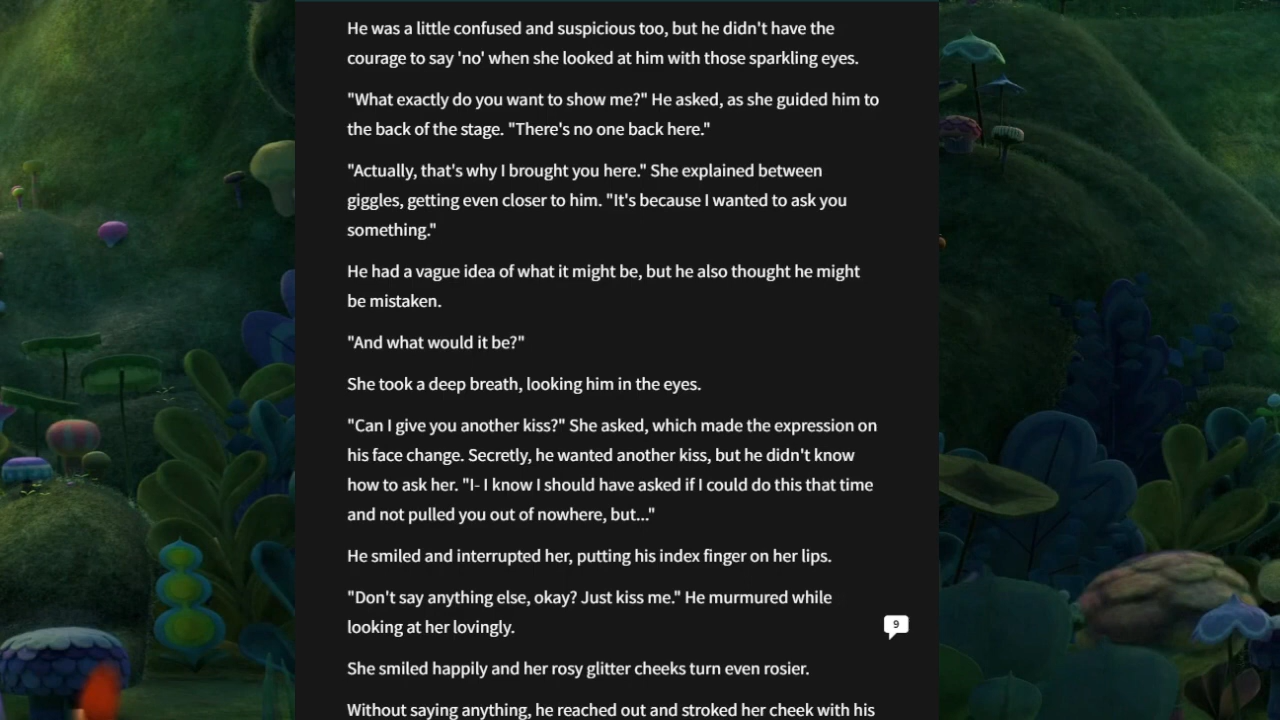 He was a little confused and suspicious too, but he didn't have the
courage to say 'no' when she looked at him with those sparkling eyes.
"What exactly do you want to show me?" He asked, as she guided him to
the back of the stage. "There's no one back here."
"Actually, that's why I brought you here." She explained between
giggles, getting even closer to him. "It's because I wanted to ask you
something."
He had a vague idea of what it might be, but he also thought he might
be mistaken.
"And what would it be?"
She took a deep breath, looking him in the eyes.
"Can I give you another kiss?" She asked, which made the expression on
his face change. Secretly, he wanted another kiss, but he didn't know
how to ask her. "I- I know I should have asked if I could do this that time
and not pulled you out of nowhere, but..."
He smiled and interrupted her, putting his index finger on her lips.
"Don't say anything else, okay? Just kiss me." He murmured while
looking at her lovingly.
9
She smiled happily and her rosy glitter cheeks turn even rosier.
Without saying anything, he reached out and stroked her cheek with his